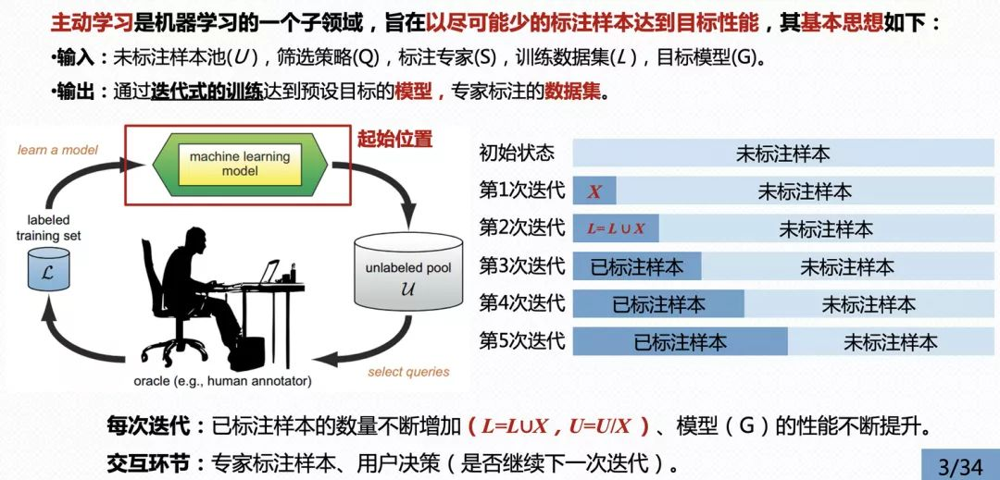 主动学习是机器学习的一个子领域，旨在以尽可能少的标注样本达到目标性能，其基本思想如下：
•输入：未标注样本池(U)，筛选策略(Q)，标注专家(S)，训练数据集(L)，目标模型(G)。
•输出：通过迭代式的训练达到预设目标的模型，专家标注的数据集。
learn a model
machine learning
model
起始位置
labeled
training set
L
unlabeled pool
U
oracle (e.g., human annotator)
select queries
初始状态 未标注样本
第1次迭代 X 未标注样本
第2次迭代 L=L∪X 未标注样本
第3次迭代 已标注样本 未标注样本
第4次迭代 已标注样本 未标注样本
第5次迭代 已标注样本 未标注样本
每次迭代：已标注样本的数量不断增加（L=L∪X，U=U/X）、模型（G）的性能不断提升。
交互环节：专家标注样本、用户决策（是否继续下一次迭代）。
3/34